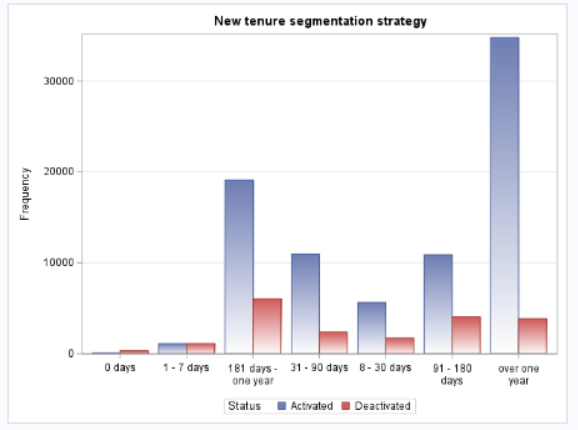 New tenure segmentation strategy
Frequency
30000
20000
10000
0
0 days
1 - 7 days
181 days -
one year
31 - 90 days
8 - 30 days
91 - 180
days
over one
year
Status Activated Deactivated